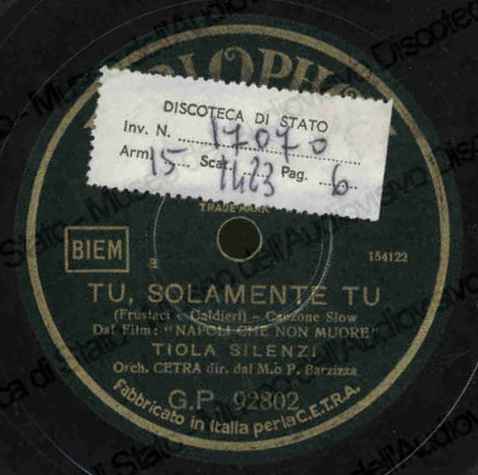 DISCOTECA DI STATO
Inv. N. 17070
Arm. 15 Scaf. 1423 Pag. 6
TRADE MARK
BIEM
154122
TU, SOLAMENTE TU
(Frustaci - Galdieri) - Canzone Slow
Dal Film: "NAPOLI CHE NON MUORE"
TIOLA SILENZI
Orch. CETRA dir. dal M.o P. Barzizza
G.P. 92802
Fabbricato in Italia per la C.E.T.R.A.